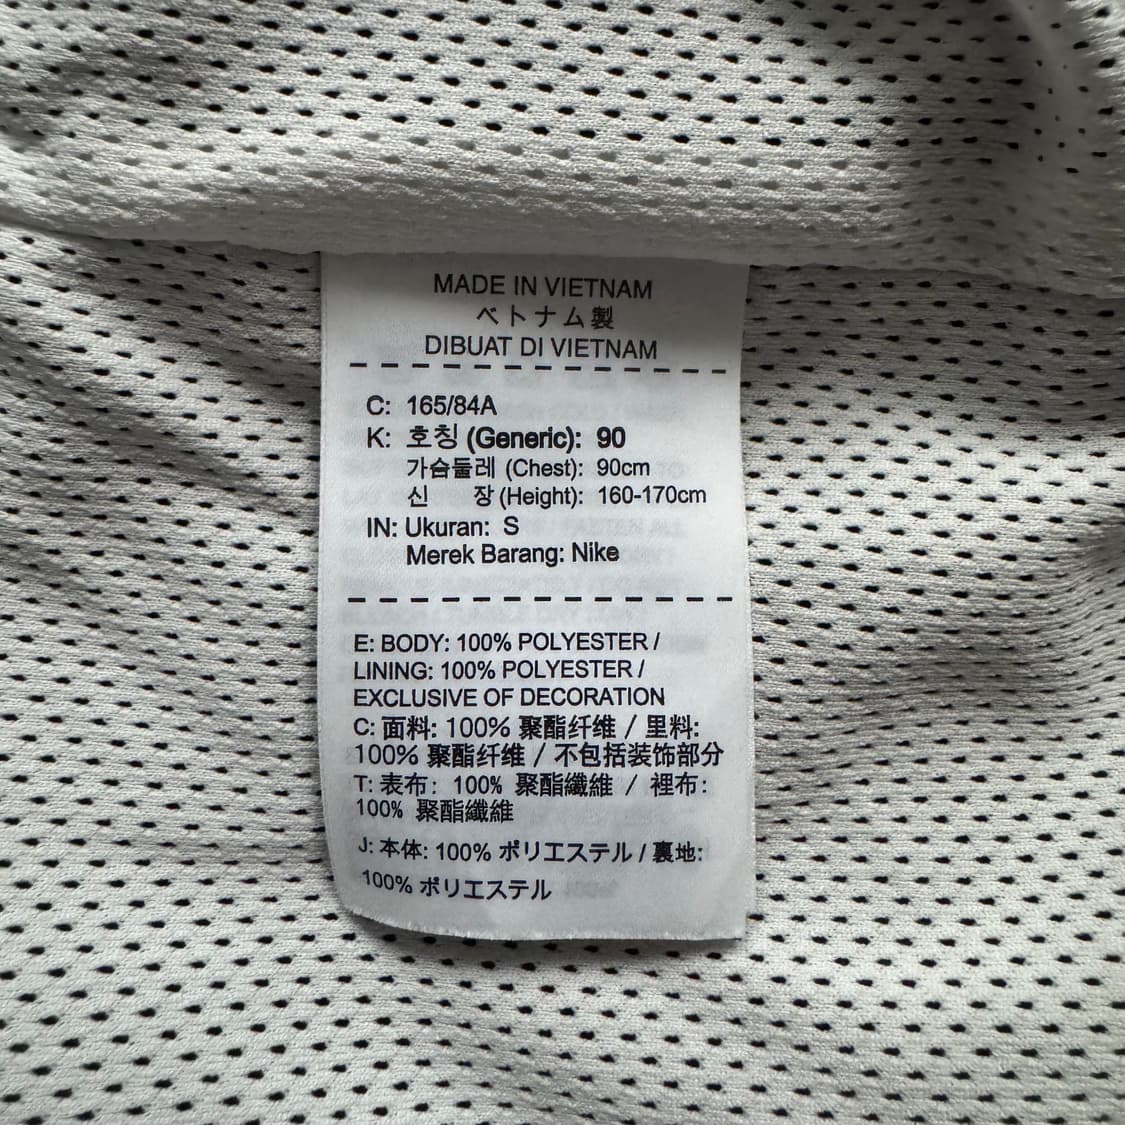 MADE IN VIETNAM
ベトナム製
DIBUAT DI VIETNAM
C: 165/84A
K: 호칭 (Generic): 90
가슴둘레 (Chest): 90cm
신 장 (Height): 160-170cm
IN: Ukuran: S
Merek Barang: Nike
E: BODY: 100% POLYESTER /
LINING: 100% POLYESTER /
EXCLUSIVE OF DECORATION
C: 面料: 100% 聚酯纤维 / 里料:
100% 聚酯纤维 / 不包括装饰部分
T: 表布: 100% 聚酯纖維 / 裡布:
100% 聚酯纖維
J: 本体: 100% ポリエステル / 裏地:
100% ポリエステル